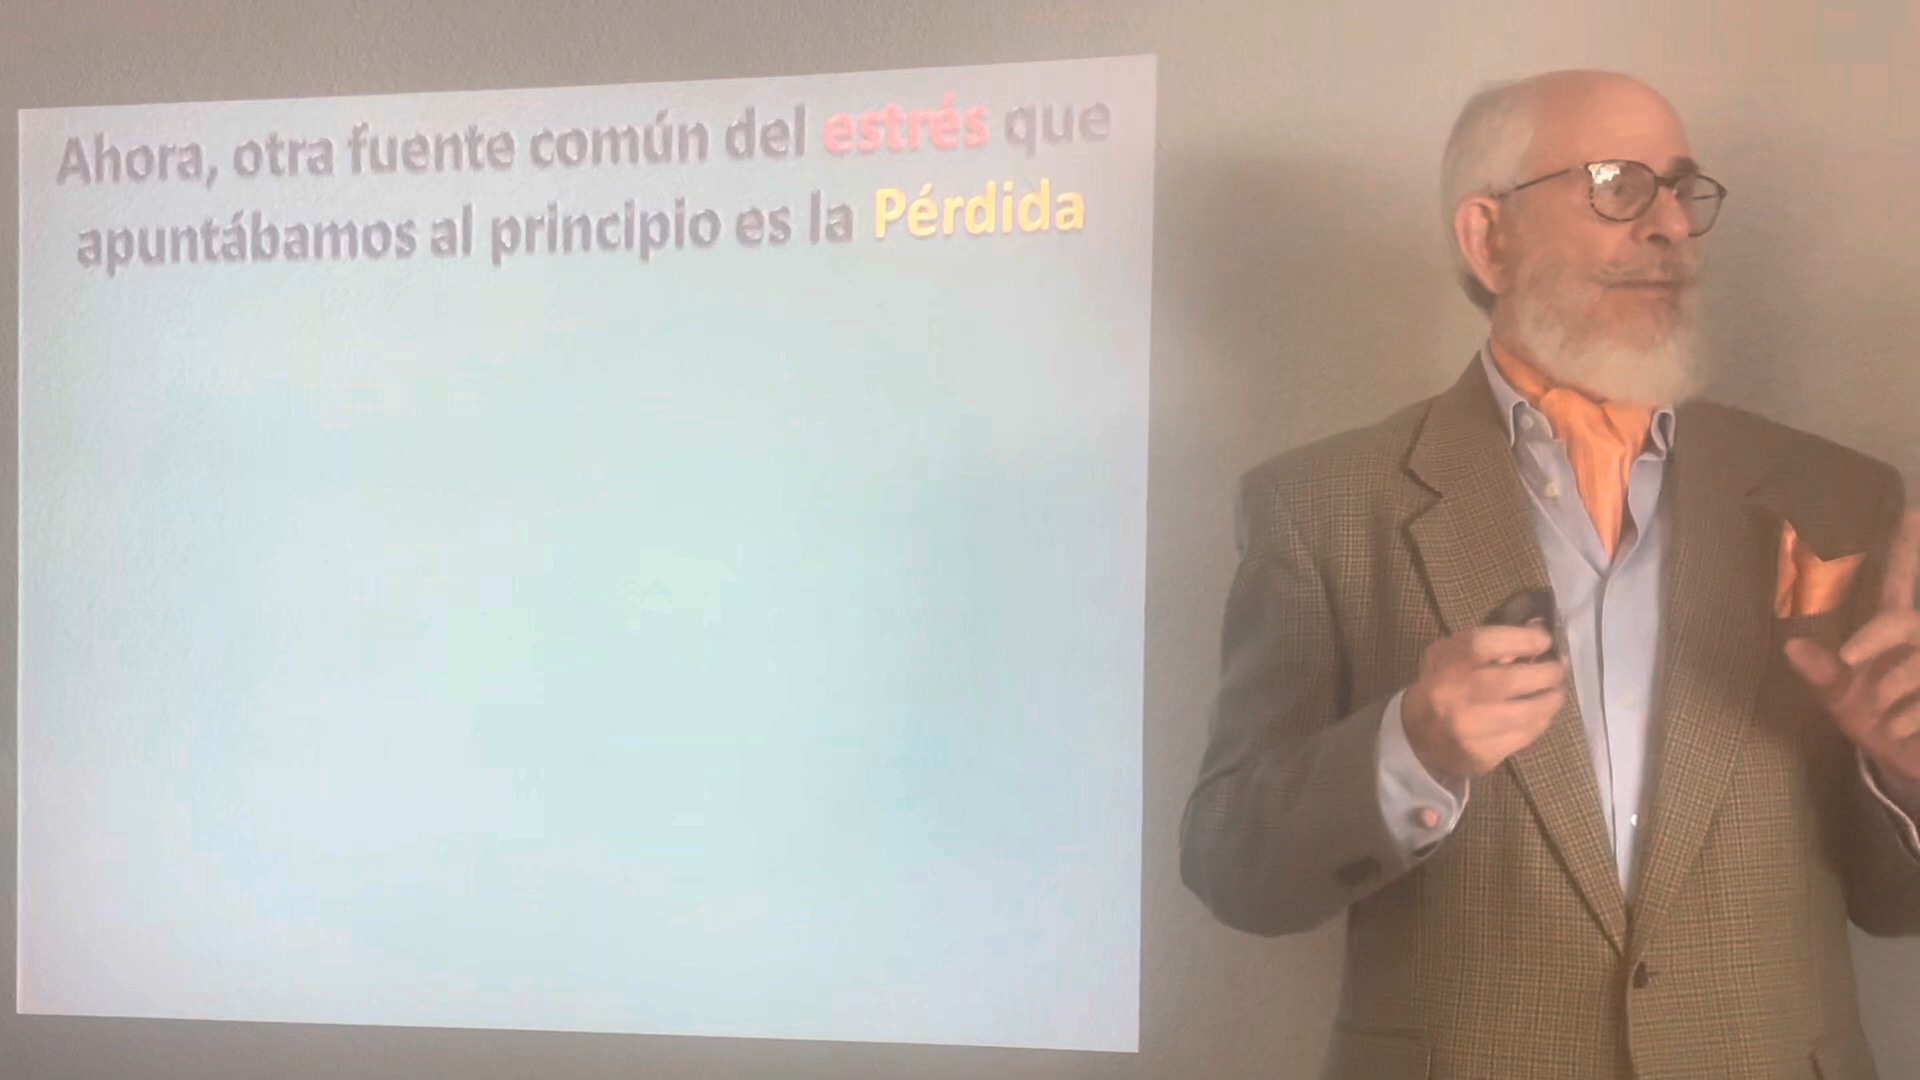 Ahora, otra fuente común del estrés que
apuntábamos al principio es la Pérdida